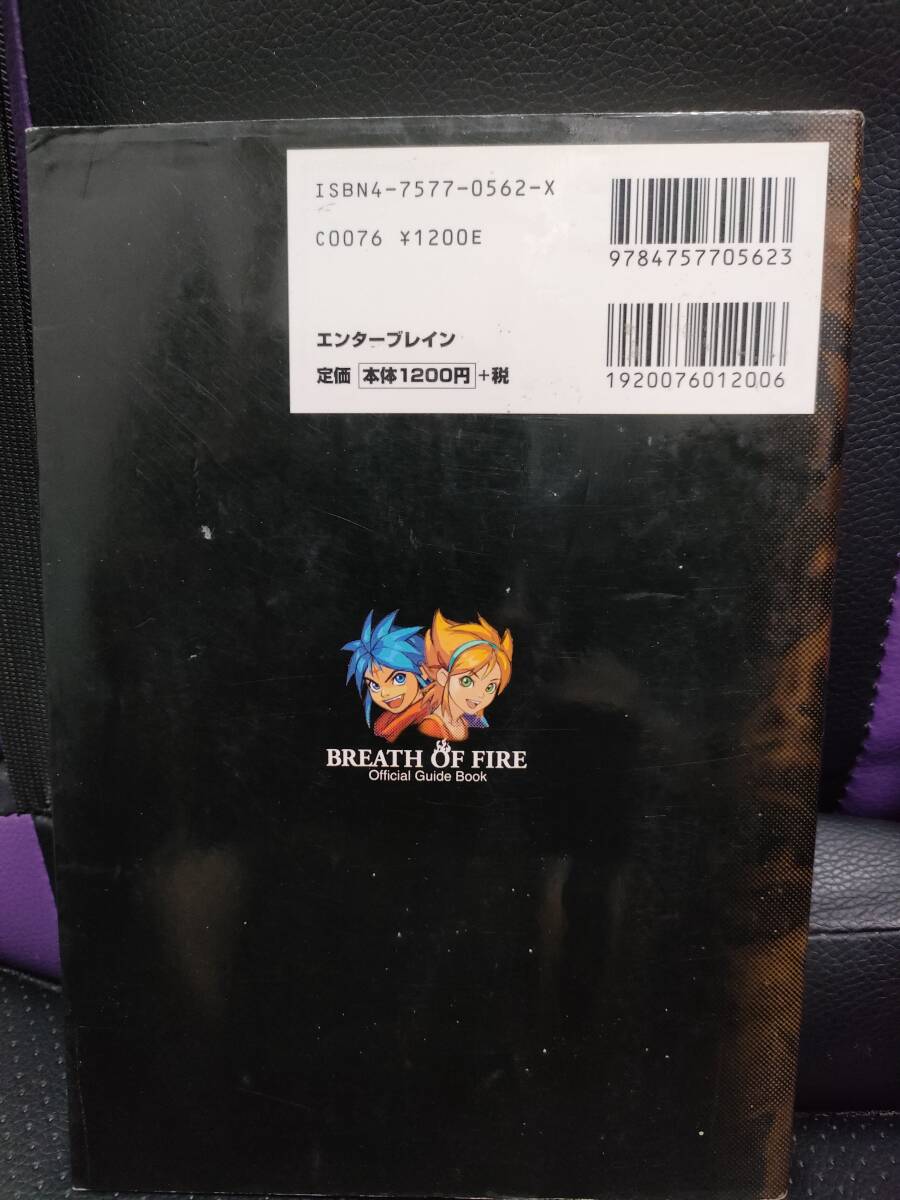 ISBN4-7577-0562-X
C0076 ¥1200E
9784757705623
エンターブレイン
定価 本体1200円+税
1920076012006
BREATH OF FIRE
Official Guide Book